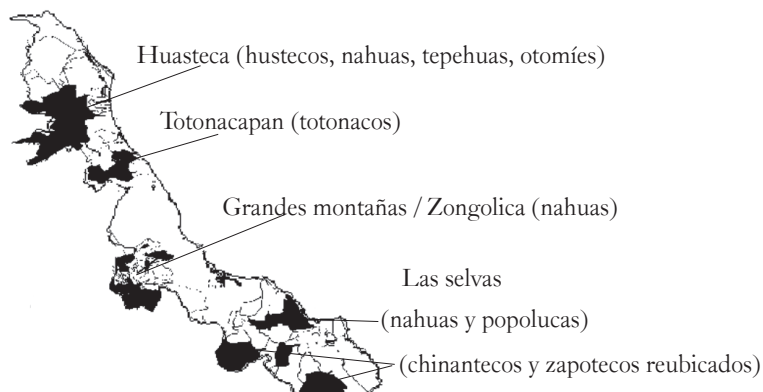 Huasteca (hustecos, nahuas, tepehuas, otomíes)
Totonacapan (totonacos)
Grandes montañas / Zongolica (nahuas)
Las selvas
(nahuas y popolucas)
(chinantecos y zapotecos reubicados)